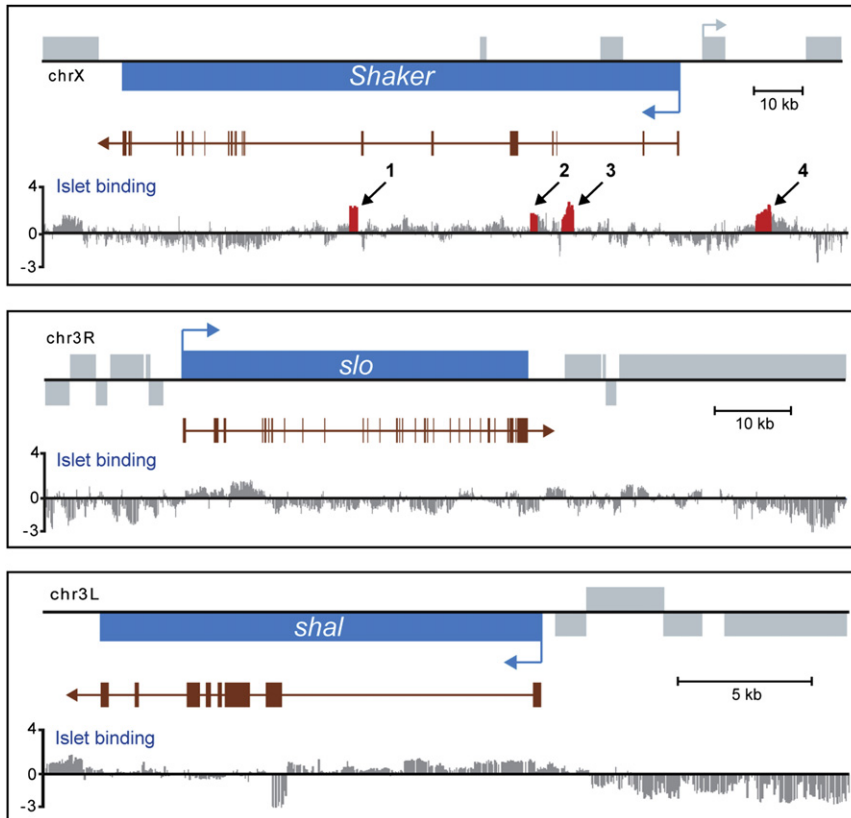 chrX
Shaker
10 kb
Islet binding
1
2
3
4
4
0
-3
chr3R
slo
10 kb
Islet binding
4
0
-3
chr3L
shal
5 kb
Islet binding
4
0
-3